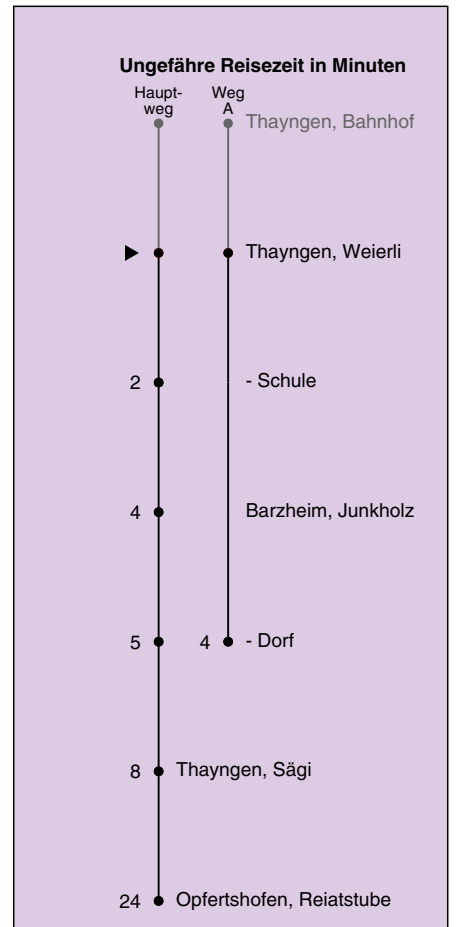 Ungefähre Reisezeit in Minuten
Haupt- Weg
weg A
Thayngen, Bahnhof
Thayngen, Weierli
2 - Schule
4 Barzheim, Junkholz
5 4 - Dorf
8 Thayngen, Sägi
24 Opfertshofen, Reiatstube